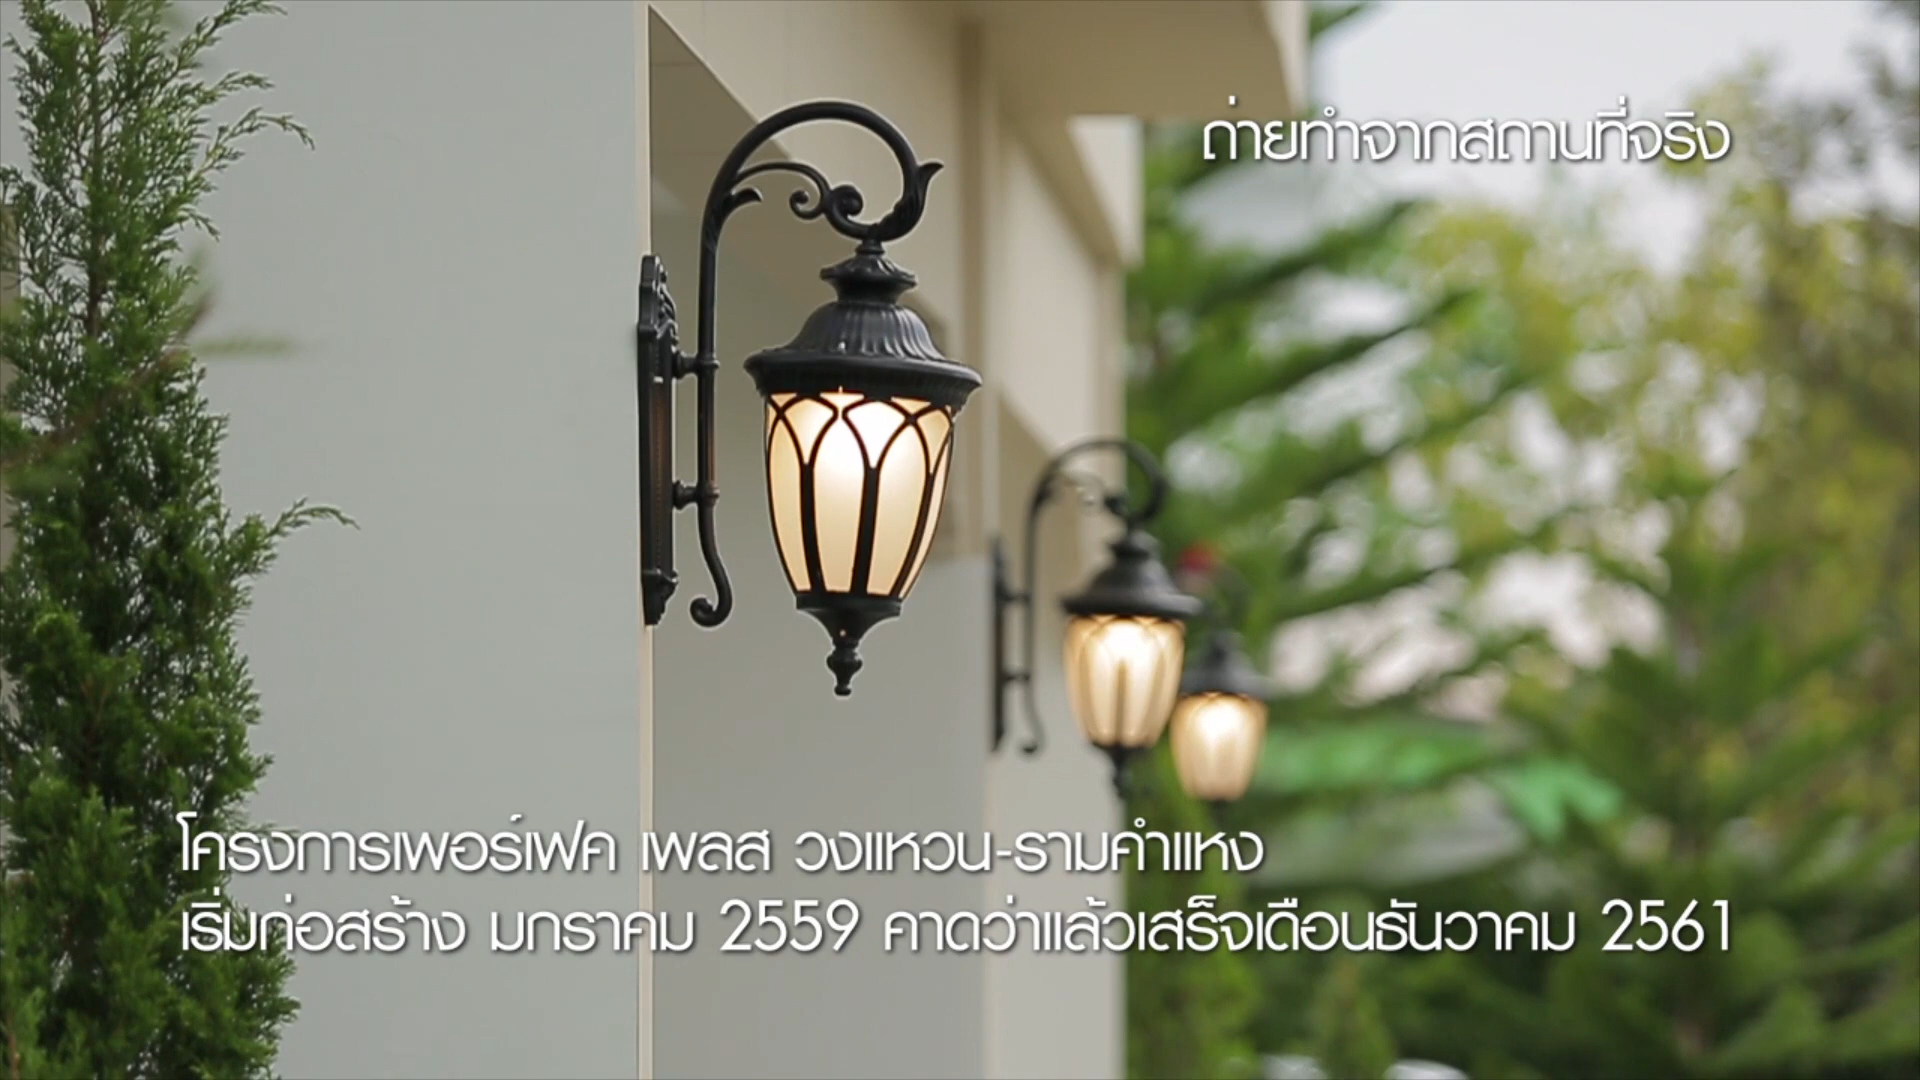 ถ่ายทำจากสถานที่จริง
โครงการเพอร์เฟค เพลส วงแหวน-รามคำแหง
เริ่มก่อสร้าง มกราคม 2559 คาดว่าแล้วเสร็จเดือนธันวาคม 2561